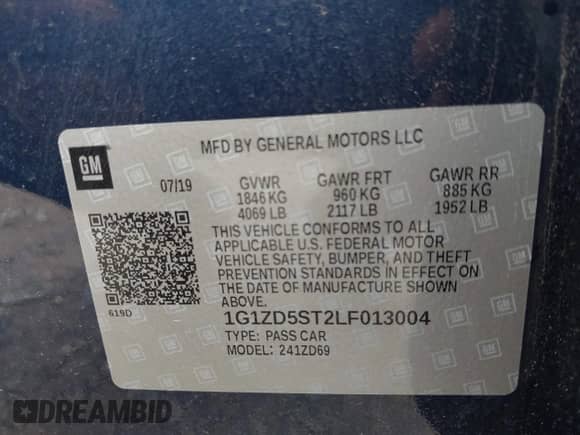 MFD BY GENERAL MOTORS LLC
GM
07/19 GVWR GAWR FRT GAWR RR
1846 KG 960 KG 885 KG
4069 LB 2117 LB 1952 LB
THIS VEHICLE CONFORMS TO ALL
APPLICABLE U.S. FEDERAL MOTOR
VEHICLE SAFETY, BUMPER, AND THEFT
PREVENTION STANDARDS IN EFFECT ON
THE DATE OF MANUFACTURE SHOWN
ABOVE.
619D
1G1ZD5ST2LF013004
TYPE: PASS CAR
MODEL: 241ZD69
DREAMBID